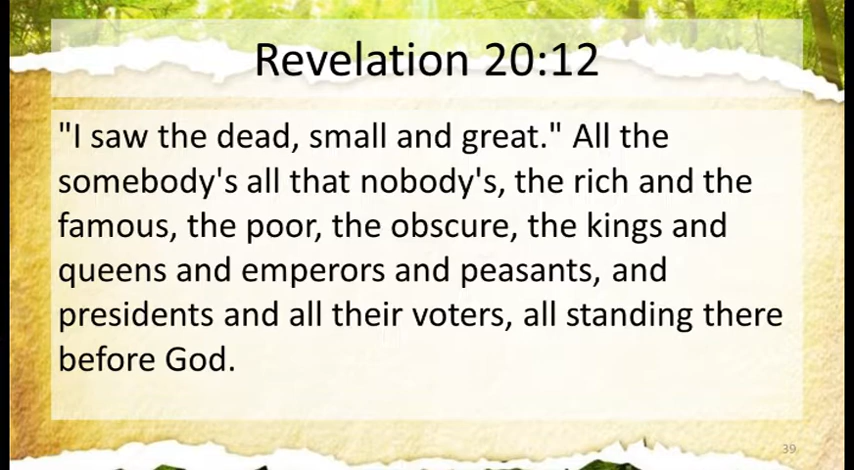 Revelation 20:12
"I saw the dead, small and great." All the
somebody's all that nobody's, the rich and the
famous, the poor, the obscure, the kings and
queens and emperors and peasants, and
presidents and all their voters, all standing there
before God.
39